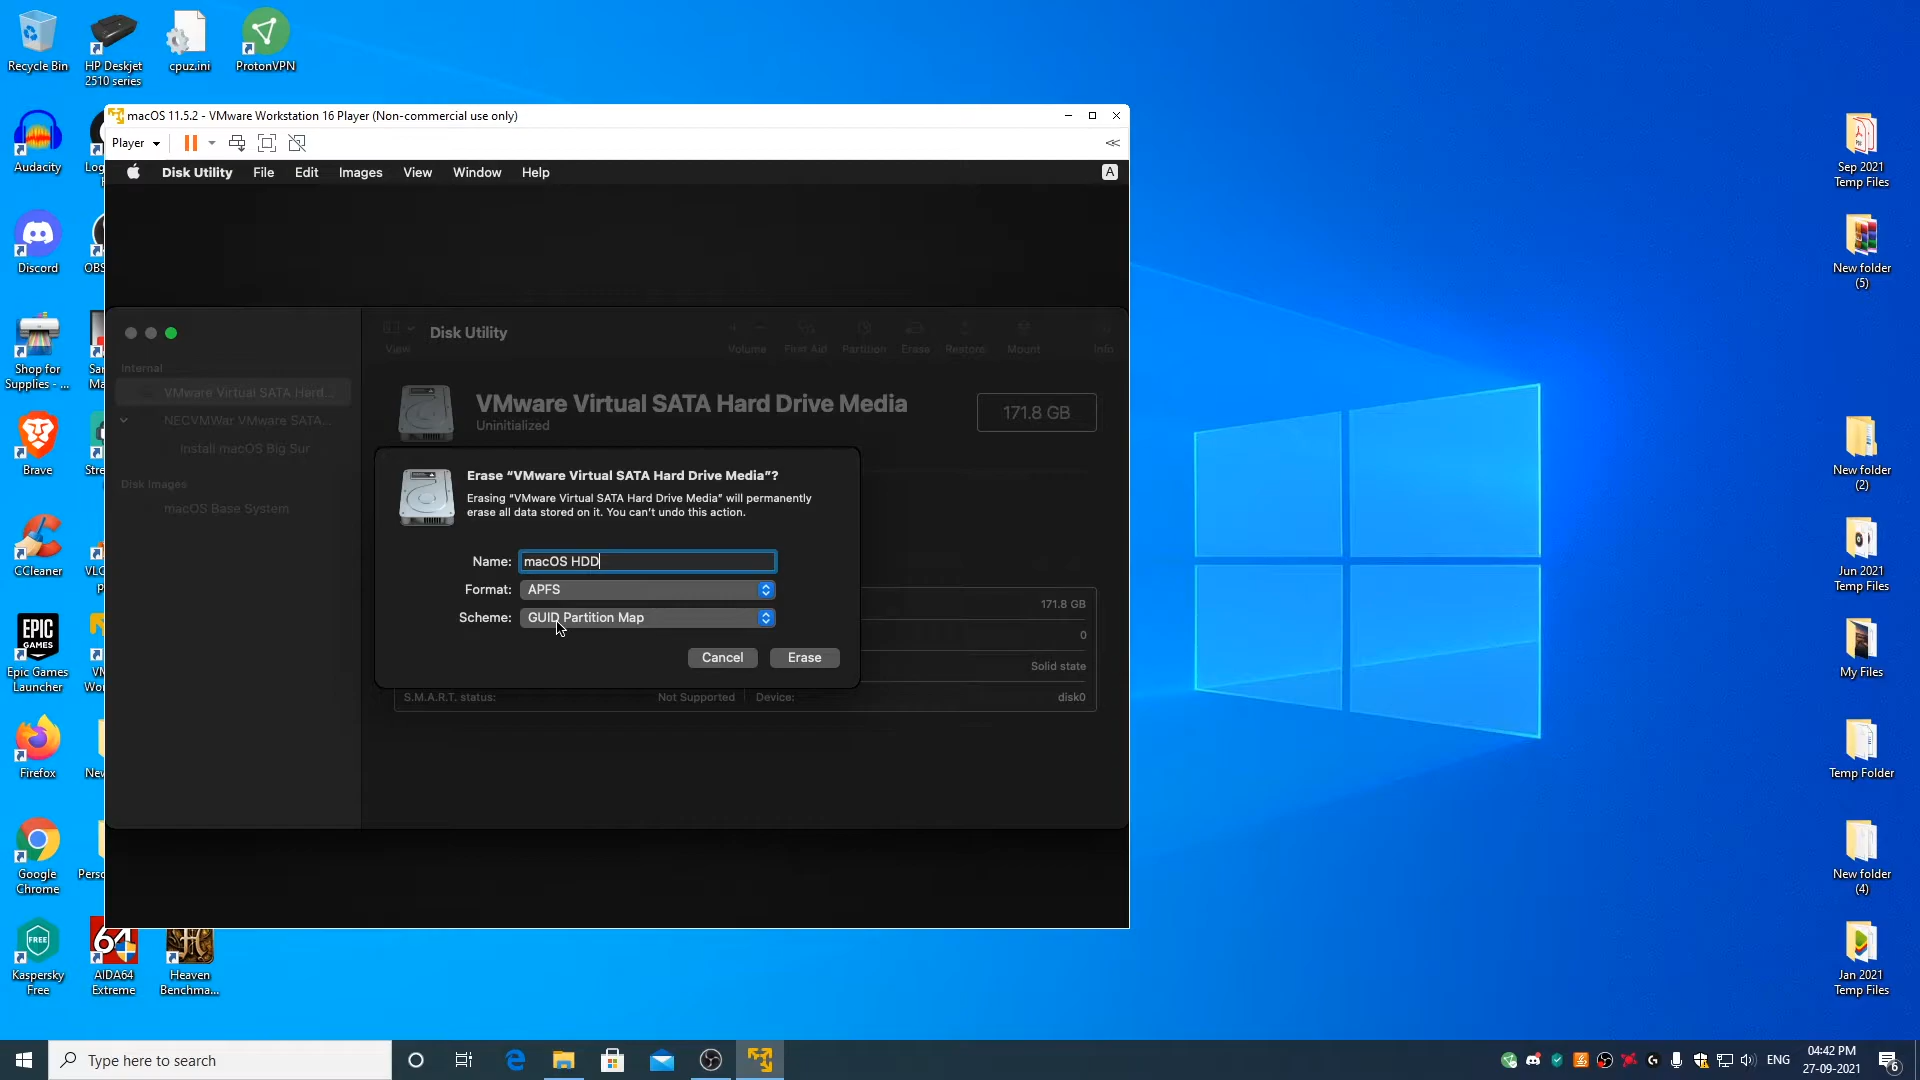 Recycle Bin
HP Deskjet
2510 series
cpuz.ini
ProtonVPN
Audacity
Discord
Shop for
Supplies - ...
Brave
CCleaner
Epic Games
Launcher
Firefox
Google
Chrome
Kaspersky
Free
AIDA64
Extreme
Heaven
Benchma...
macOS 11.5.2 - VMware Workstation 16 Player (Non-commercial use only)
Player
Disk Utility File Edit Images View Window Help A
Disk Utility
View Volume First Aid Partition Erase Restore Mount Info
Internal
VMware Virtual SATA Hard...
NECVMWar VMware SATA...
Install macOS Big Sur
Disk Images
macOS Base System
VMware Virtual SATA Hard Drive Media
Uninitialized
171.8 GB
Erase “VMware Virtual SATA Hard Drive Media”?
Erasing “VMware Virtual SATA Hard Drive Media” will permanently
erase all data stored on it. You can’t undo this action.
Name: macOS HDD
Format: APFS
Scheme: GUID Partition Map
Cancel Erase
171.8 GB
0
Solid state
S.M.A.R.T. status: Not Supported Device: disk0
Sep 2021
Temp Files
New folder
(5)
New folder
(2)
Jun 2021
Temp Files
My Files
Temp Folder
New folder
(4)
Jan 2021
Temp Files
EPIC
GAMES
FREE
64
Type here to search
ENG
04:42 PM
27-09-2021
6